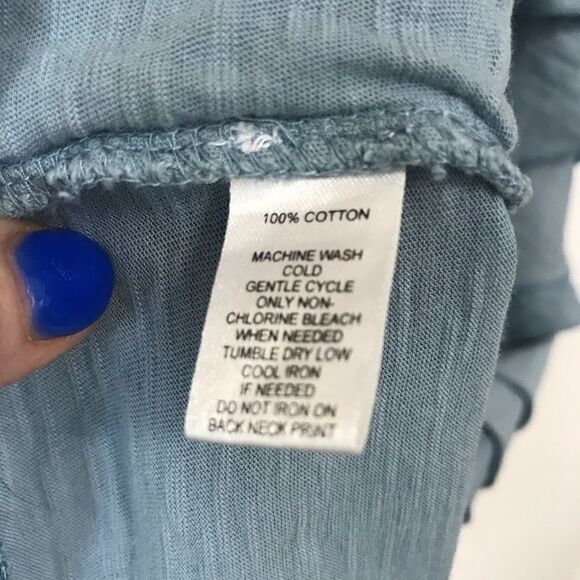 100% COTTON
MACHINE WASH
COLD
GENTLE CYCLE
ONLY NON-
CHLORINE BLEACH
WHEN NEEDED
TUMBLE DRY LOW
COOL IRON
IF NEEDED
DO NOT IRON ON
BACK NECK PRINT